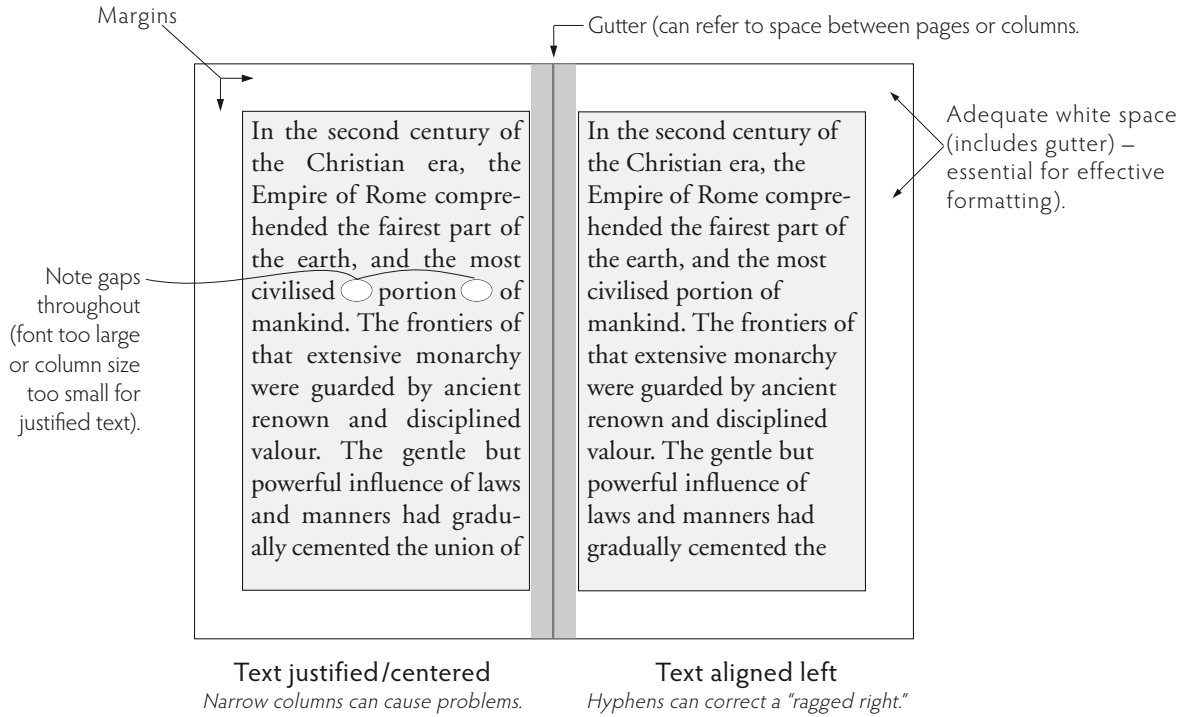 Margins
Gutter (can refer to space between pages or columns.
In the second century of
the Christian era, the
Empire of Rome compre-
hended the fairest part of
the earth, and the most
civilised portion of
mankind. The frontiers of
that extensive monarchy
were guarded by ancient
renown and disciplined
valour. The gentle but
powerful influence of laws
and manners had gradu-
ally cemented the union of
In the second century of
the Christian era, the
Empire of Rome compre-
hended the fairest part of
the earth, and the most
civilised portion of
mankind. The frontiers of
that extensive monarchy
were guarded by ancient
renown and disciplined
valour. The gentle but
powerful influence of
laws and manners had
gradually cemented the
Adequate white space
(includes gutter) –
essential for effective
formatting).
Note gaps
throughout
(font too large
or column size
too small for
justified text).
Text justified/centered
Narrow columns can cause problems.
Text aligned left
Hyphens can correct a "ragged right."